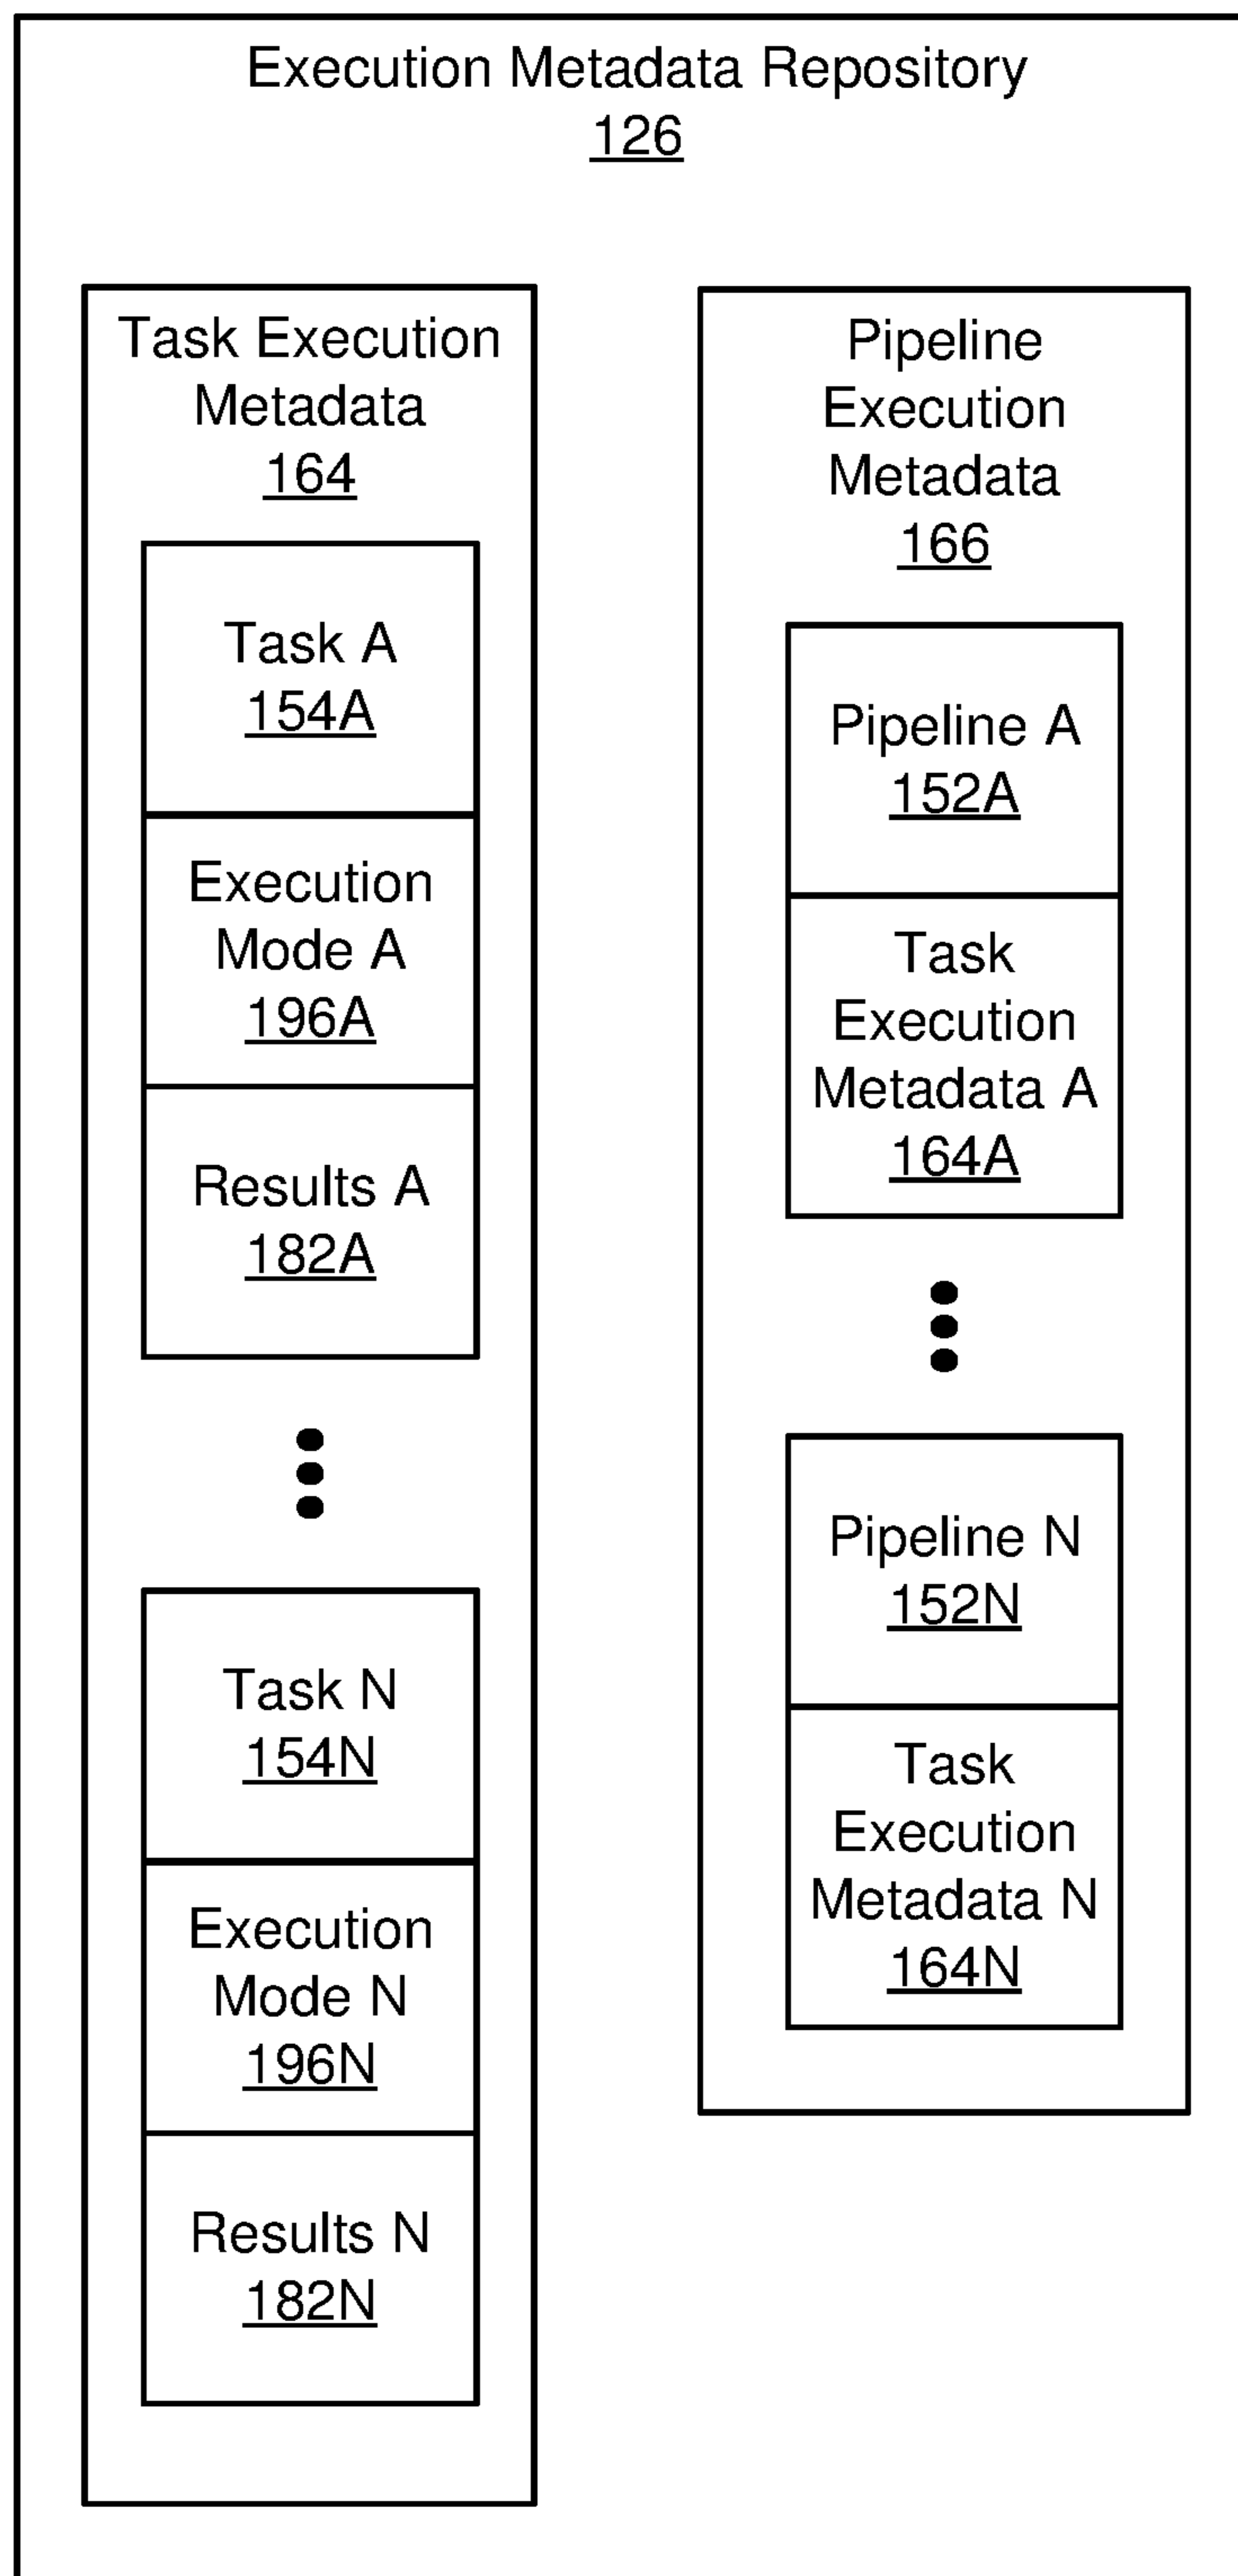 Execution Metadata Repository
126
Task Execution
Metadata
164
Task A
154A
Execution
Mode A
196A
Results A
182A
Task N
154N
Execution
Mode N
196N
Results N
182N
Pipeline
Execution
Metadata
166
Pipeline A
152A
Task
Execution
Metadata A
164A
Pipeline N
152N
Task
Execution
Metadata N
164N